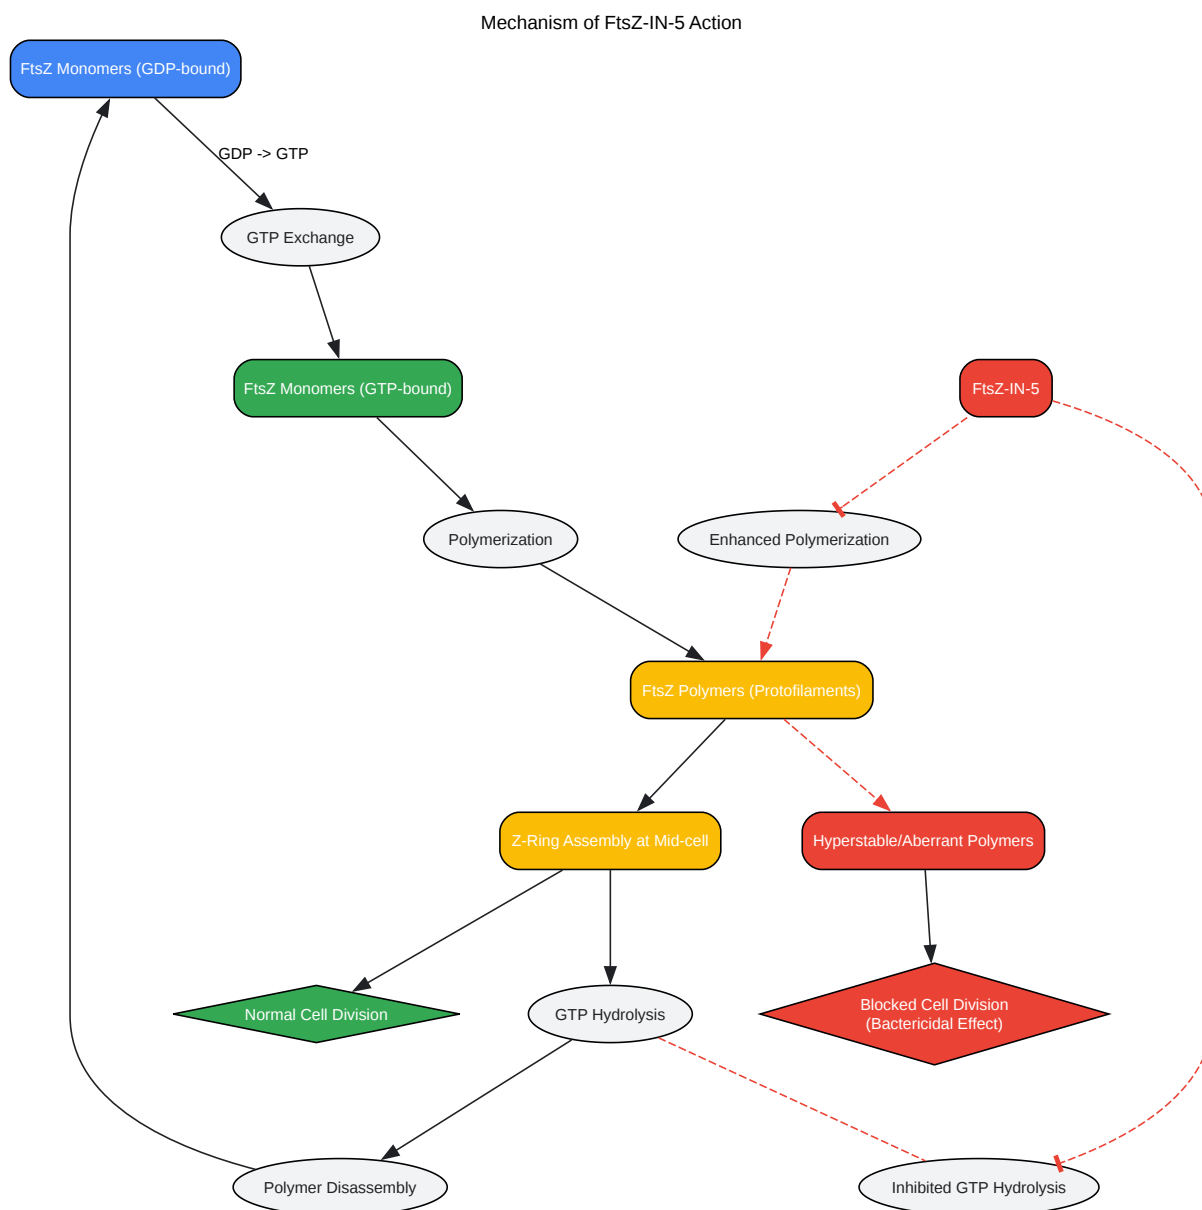 Mechanism of FtsZ-IN-5 Action
FtsZ Monomers (GDP-bound)
GDP -> GTP
GTP Exchange
FtsZ Monomers (GTP-bound)
FtsZ-IN-5
Polymerization
Enhanced Polymerization
FtsZ Polymers (Protofilaments)
Z-Ring Assembly at Mid-cell
Hyperstable/Aberrant Polymers
Normal Cell Division
GTP Hydrolysis
Blocked Cell Division
(Bactericidal Effect)
Polymer Disassembly
Inhibited GTP Hydrolysis